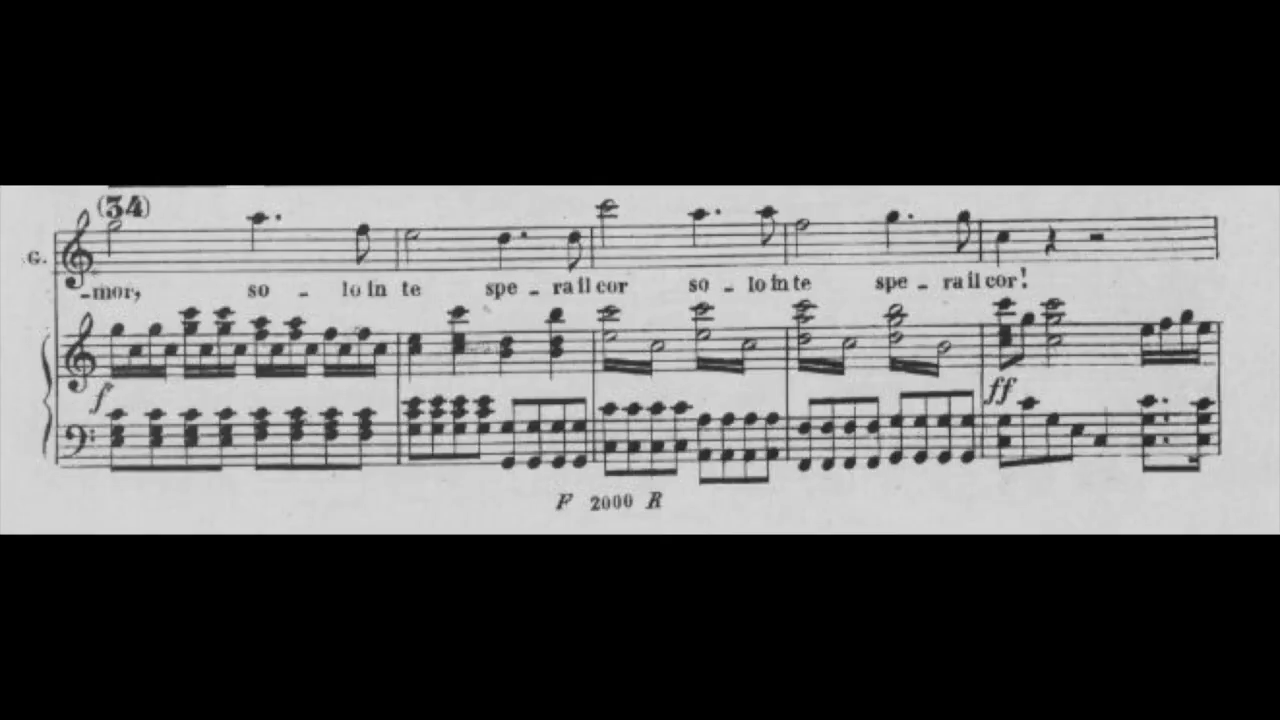 (34)
G.
-mor, so - lo in te spe - ra il cor so - lo in te spe - ra il cor!
f
ff
F 2000 R